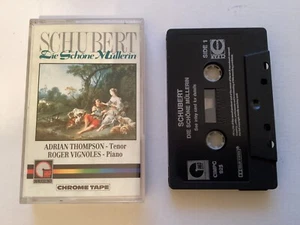 SCHUBERT
Die Schöne Müllerin
ADRIAN THOMPSON - Tenor
ROGER VIGNOLES - Piano
CHROME TAPE
SIDE 1
SCHUBERT
DIE SCHÖNE MÜLLERIN